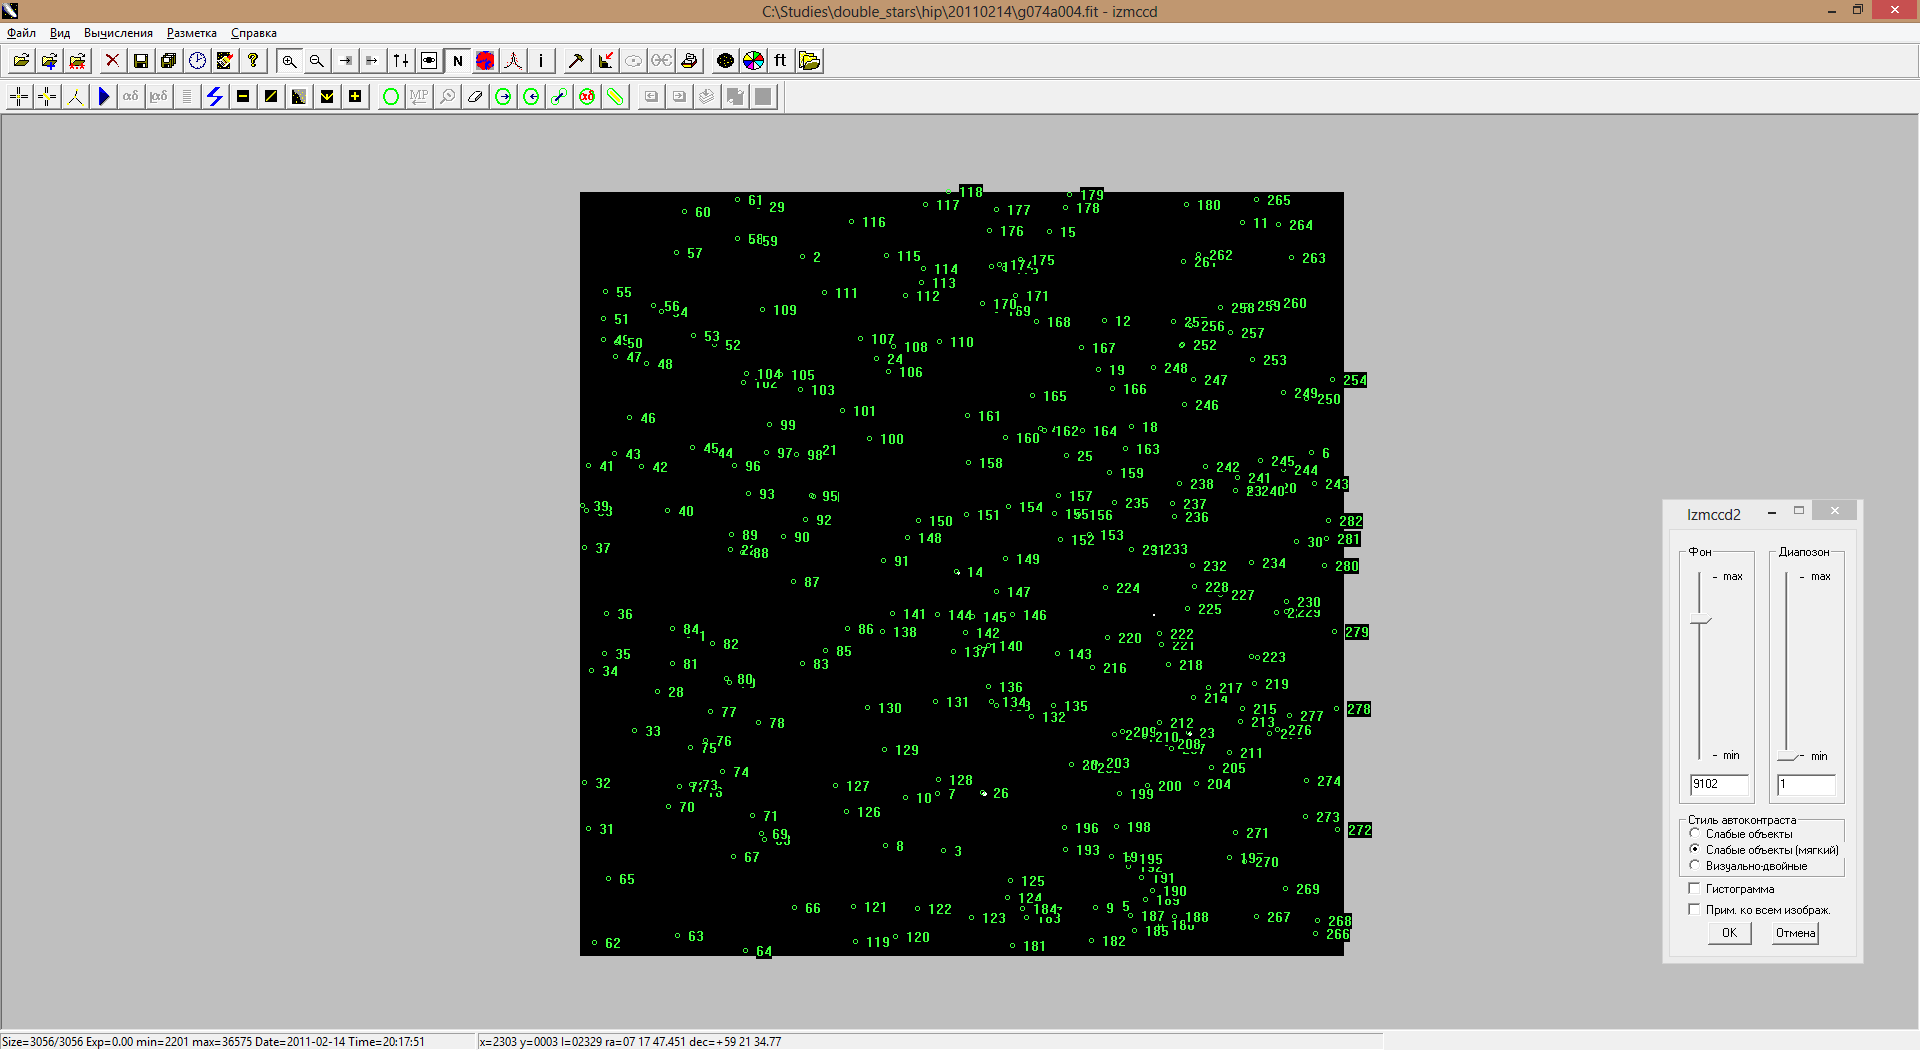 C:\Studies\double_stars\hip\20110214\g074a004.fit - izmccd
Файл Вид Вычисления Разметка Справка
N i ft
αδ αδ MP αδ
118 179
61 29 60 117 177 178 180 265
116 176 15 11 264
58 59 57 2 115 114 175 262 263
113 112 111 171 170
55 56 109 168 12 258 259 260
51 53 52 50 107 108 110 256 257
47 48 24 106 167 252 253
104 105 103 19 248 247 254
166 165 246 249 250
46 101 161 99 100 160 162 164 18
43 45 44 97 98 21 158 25 163 6
41 42 96 159 242 245 244 241
93 95 157 238 240 20 243
39 40 92 154 235 237 236
150 151 155 156 282
89 90 148 152 153 30 281
37 88 91 149 233 234 280
87 14 232
147 224 228 227 230
36 141 144 145 146 225 229
84 82 86 138 142 220 222 221 279
35 34 81 85 83 137 140 143 216 218 223
80 28 136 217 219 214
77 78 130 131 134 135 132 215 277 278
33 76 75 129 212 213 209 210 208 23 276
74 203 211 205
32 73 127 128 200 204 274
70 10 7 26 199
71 126 273
31 69 8 3 196 198 271 272
67 193 195 270
65 125 191 269
124 190
66 121 122 123 184 9 5 187 188 267 268
62 63 64 119 120 181 182 185 266
Izmccd2
Фон Диапозон
max max
min min
9102 1
Стиль автоконтраста
Слабые объекты
Слабые объекты (мягкий)
Визуально-двойные
Гистограмма
Прим. ко всем изображ.
OK Отмена
Size=3056/3056 Exp=0.00 min=2201 max=36575 Date=2011-02-14 Time=20:17:51 x=2303 y=0003 I=02329 ra=07 17 47.451 dec=+59 21 34.77